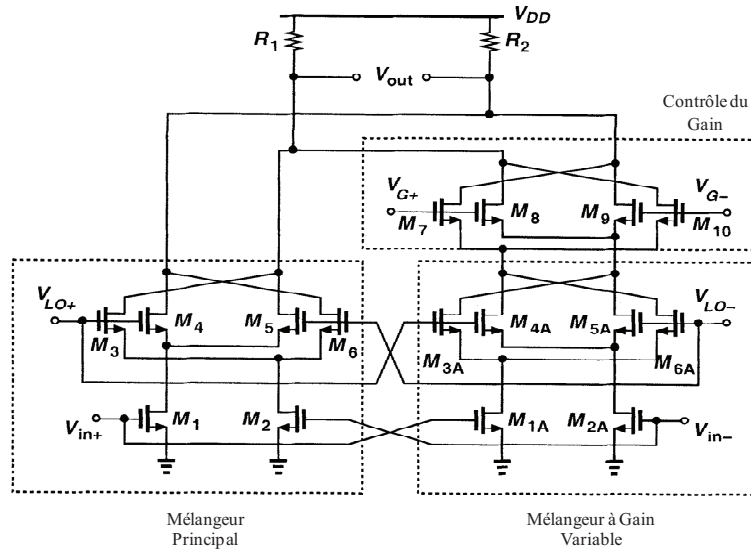 V_DD
R_1 R_2
V_out
Contrôle du
Gain
V_G+ V_G-
M_7 M_8 M_9 M_10
V_LO+ V_LO-
M_3 M_4 M_5 M_6 M_3A M_4A M_5A M_6A
V_in+ M_1 M_2 M_1A M_2A V_in-
Mélangeur
Principal
Mélangeur à Gain
Variable